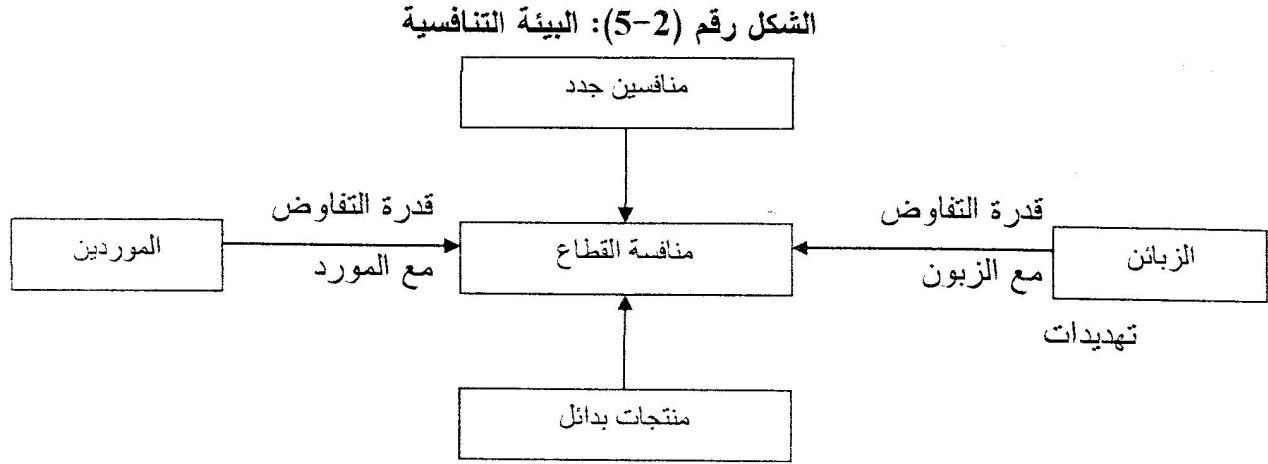 الشكل رقم (2-5): البيئة التنافسية
منافسين جدد
قدرة التفاوض
مع الزبون
الزبائن
تهديدات
منافسة القطاع
قدرة التفاوض
مع المورد
الموردين
منتجات بدائل